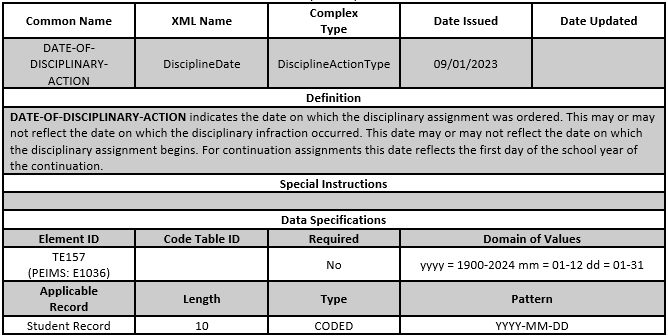 Common Name XML Name Complex Type Date Issued Date Updated
DATE-OF-
DISCIPLINARY-
ACTION DisciplineDate DisciplineActionType 09/01/2023
Definition
DATE-OF-DISCIPLINARY-ACTION indicates the date on which the disciplinary assignment was ordered. This may or may
not reflect the date on which the disciplinary infraction occurred. This date may or may not reflect the date on which
the disciplinary assignment begins. For continuation assignments this date reflects the first day of the school year of
the continuation.
Special Instructions
Data Specifications
Element ID Code Table ID Required Domain of Values
TE157
(PEIMS: E1036) No yyyy = 1900-2024 mm = 01-12 dd = 01-31
Applicable
Record Length Type Pattern
Student Record 10 CODED YYYY-MM-DD